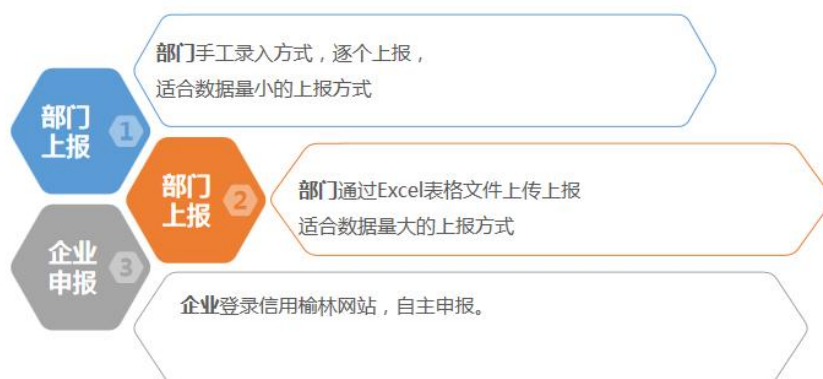 部门手工录入方式，逐个上报，
适合数据量小的上报方式
部门
上报
1
部门
上报
2
部门通过Excel表格文件上传上报
适合数据量大的上报方式
企业
申报
3
企业登录信用榆林网站，自主申报。